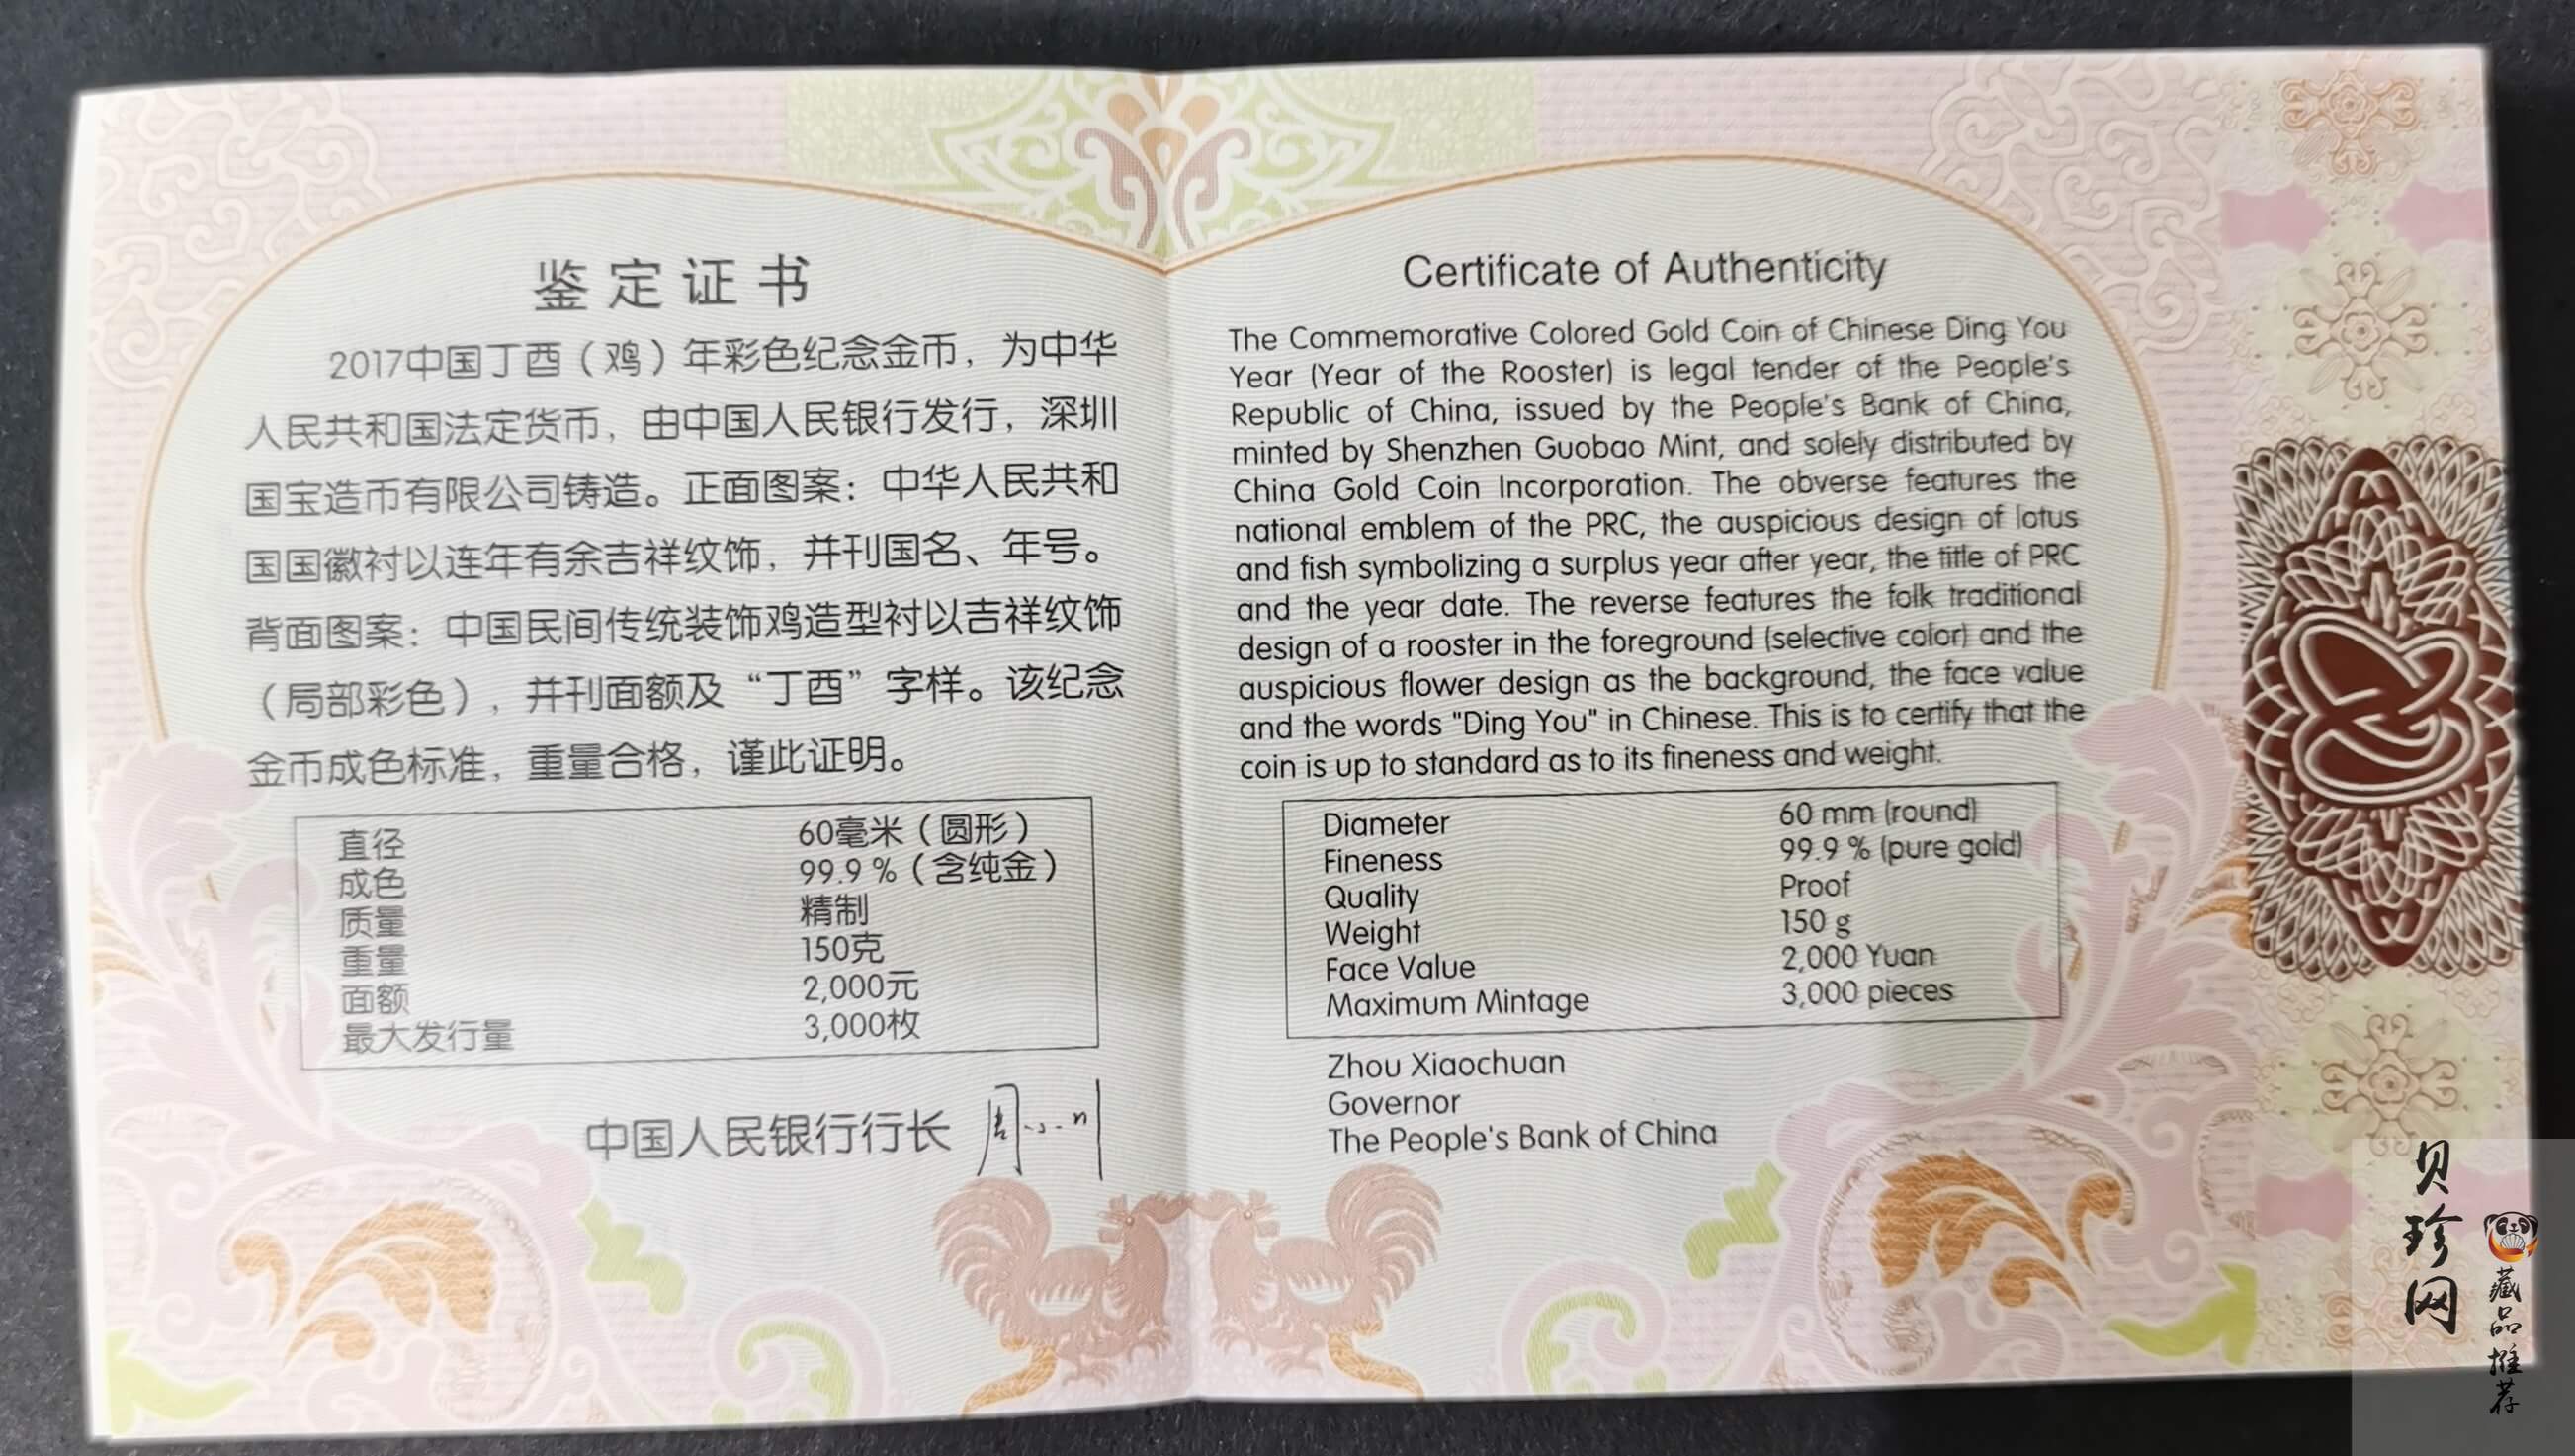 鉴定证书
2017中国丁酉（鸡）年彩色纪念金币，为中华
人民共和国法定货币，由中国人民银行发行，深圳
国宝造币有限公司铸造。正面图案：中华人民共和
国国徽衬以连年有余吉祥纹饰，并刊国名、年号。
背面图案：中国民间传统装饰鸡造型衬以吉祥纹饰
（局部彩色），并刊面额及“丁酉”字样。该纪念
金币成色标准，重量合格，谨此证明。
直径 60毫米（圆形）
成色 99.9％（含纯金）
质量 精制
重量 150克
面额 2,000元
最大发行量 3,000枚
中国人民银行行长 周小川
Certificate of Authenticity
The Commemorative Colored Gold Coin of Chinese Ding You
Year (Year of the Rooster) is legal tender of the People's
Republic of China, issued by the People's Bank of China,
minted by Shenzhen Guobao Mint, and solely distributed by
China Gold Coin Incorporation. The obverse features the
national emblem of the PRC, the auspicious design of lotus
and fish symbolizing a surplus year after year, the title of PRC
and the year date. The reverse features the folk traditional
design of a rooster in the foreground (selective color) and the
auspicious flower design as the background, the face value
and the words "Ding You" in Chinese. This is to certify that the
coin is up to standard as to its fineness and weight.
Diameter 60 mm (round)
Fineness 99.9 % (pure gold)
Quality Proof
Weight 150 g
Face Value 2,000 Yuan
Maximum Mintage 3,000 pieces
Zhou Xiaochuan
Governor
The People's Bank of China
贝珍网
藏品推荐